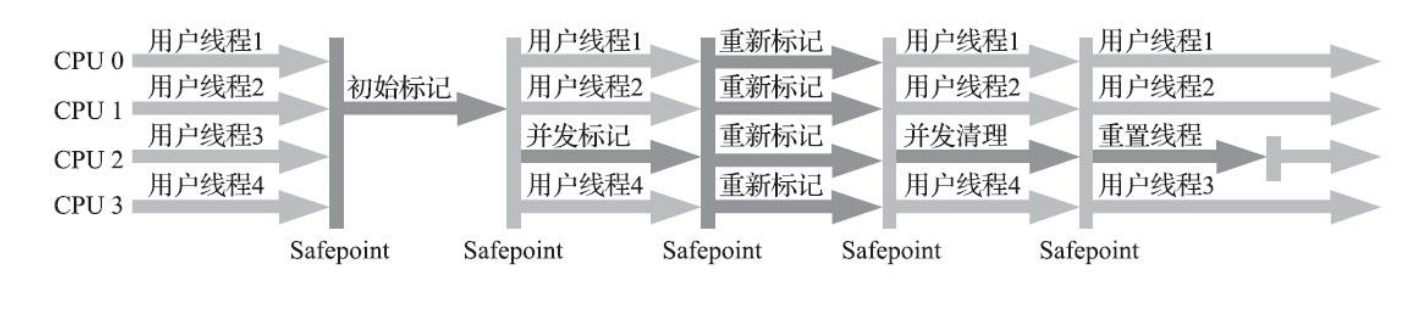 CPU 0 用户线程1 用户线程1 重新标记 用户线程1 用户线程1
CPU 1 用户线程2 初始标记 用户线程2 重新标记 用户线程2 用户线程2
CPU 2 用户线程3 并发标记 重新标记 并发清理 重置线程
CPU 3 用户线程4 用户线程4 重新标记 用户线程4 用户线程3
Safepoint Safepoint Safepoint Safepoint Safepoint